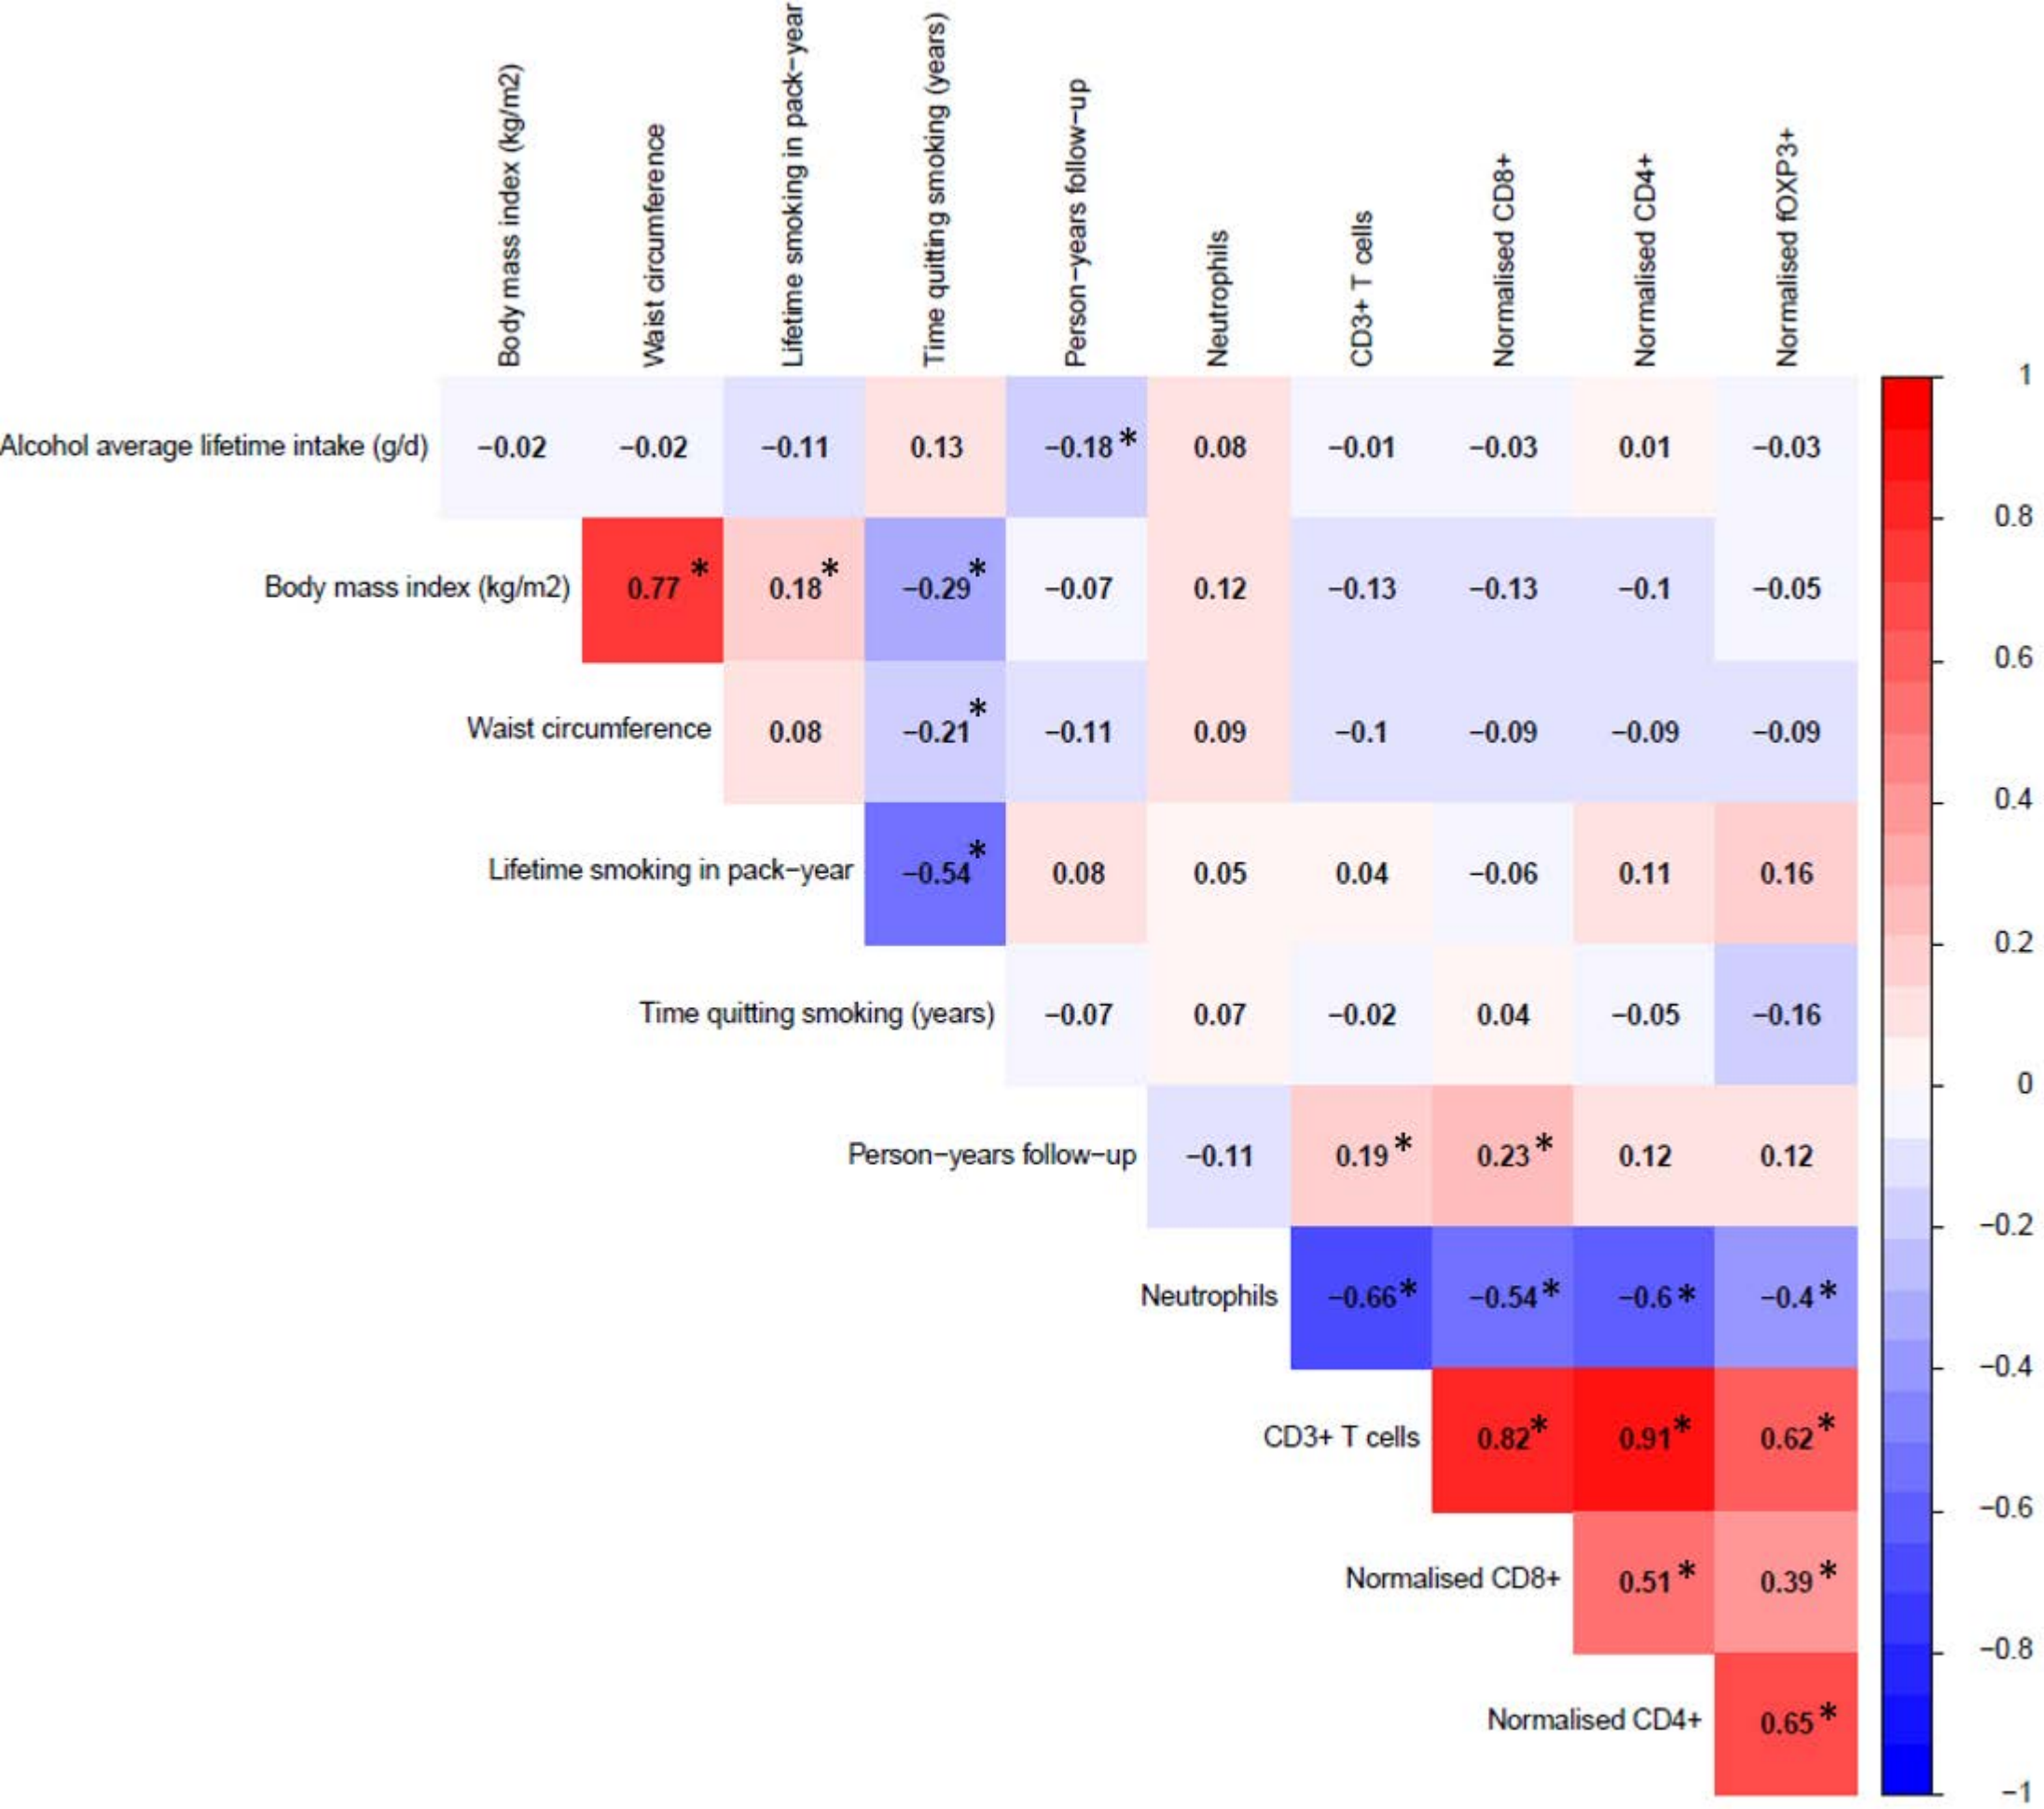 Body mass index (kg/m2)
Waist circumference
Lifetime smoking in pack−year
Time quitting smoking (years)
Person−years follow−up
Neutrophils
CD3+ T cells
Normalised CD8+
Normalised CD4+
Normalised fOXP3+
Alcohol average lifetime intake (g/d) −0.02 −0.02 −0.11 0.13 −0.18 * 0.08 −0.01 −0.03 0.01 −0.03
Body mass index (kg/m2) 0.77 * 0.18 * −0.29 * −0.07 0.12 −0.13 −0.13 −0.1 −0.05
Waist circumference 0.08 −0.21 * −0.11 0.09 −0.1 −0.09 −0.09 −0.09
Lifetime smoking in pack−year −0.54 * 0.08 0.05 0.04 −0.06 0.11 0.16
Time quitting smoking (years) −0.07 0.07 −0.02 0.04 −0.05 −0.16
Person−years follow−up −0.11 0.19 * 0.23 * 0.12 0.12
Neutrophils −0.66 * −0.54 * −0.6 * −0.4 *
CD3+ T cells 0.82 * 0.91 * 0.62 *
Normalised CD8+ 0.51 * 0.39 *
Normalised CD4+ 0.65 *
1
0.8
0.6
0.4
0.2
0
−0.2
−0.4
−0.6
−0.8
−1